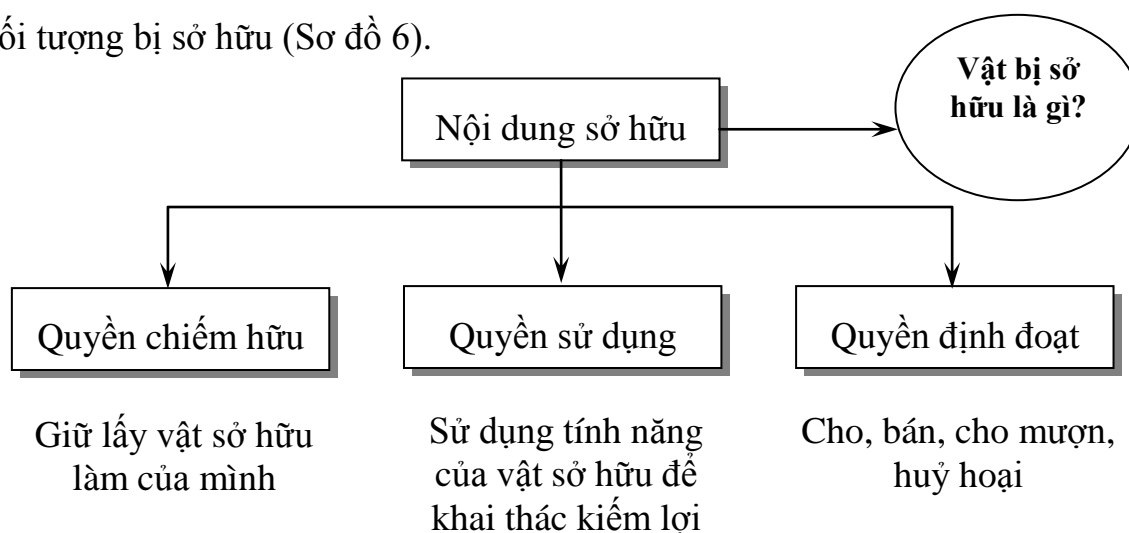 ối tượng bị sở hữu (Sơ đồ 6).
Vật bị sở
hữu là gì?
Nội dung sở hữu
Quyền chiếm hữu
Quyền sử dụng
Quyền định đoạt
Giữ lấy vật sở hữu
làm của mình
Sử dụng tính năng
của vật sở hữu để
khai thác kiếm lợi
Cho, bán, cho mượn,
huỷ hoại